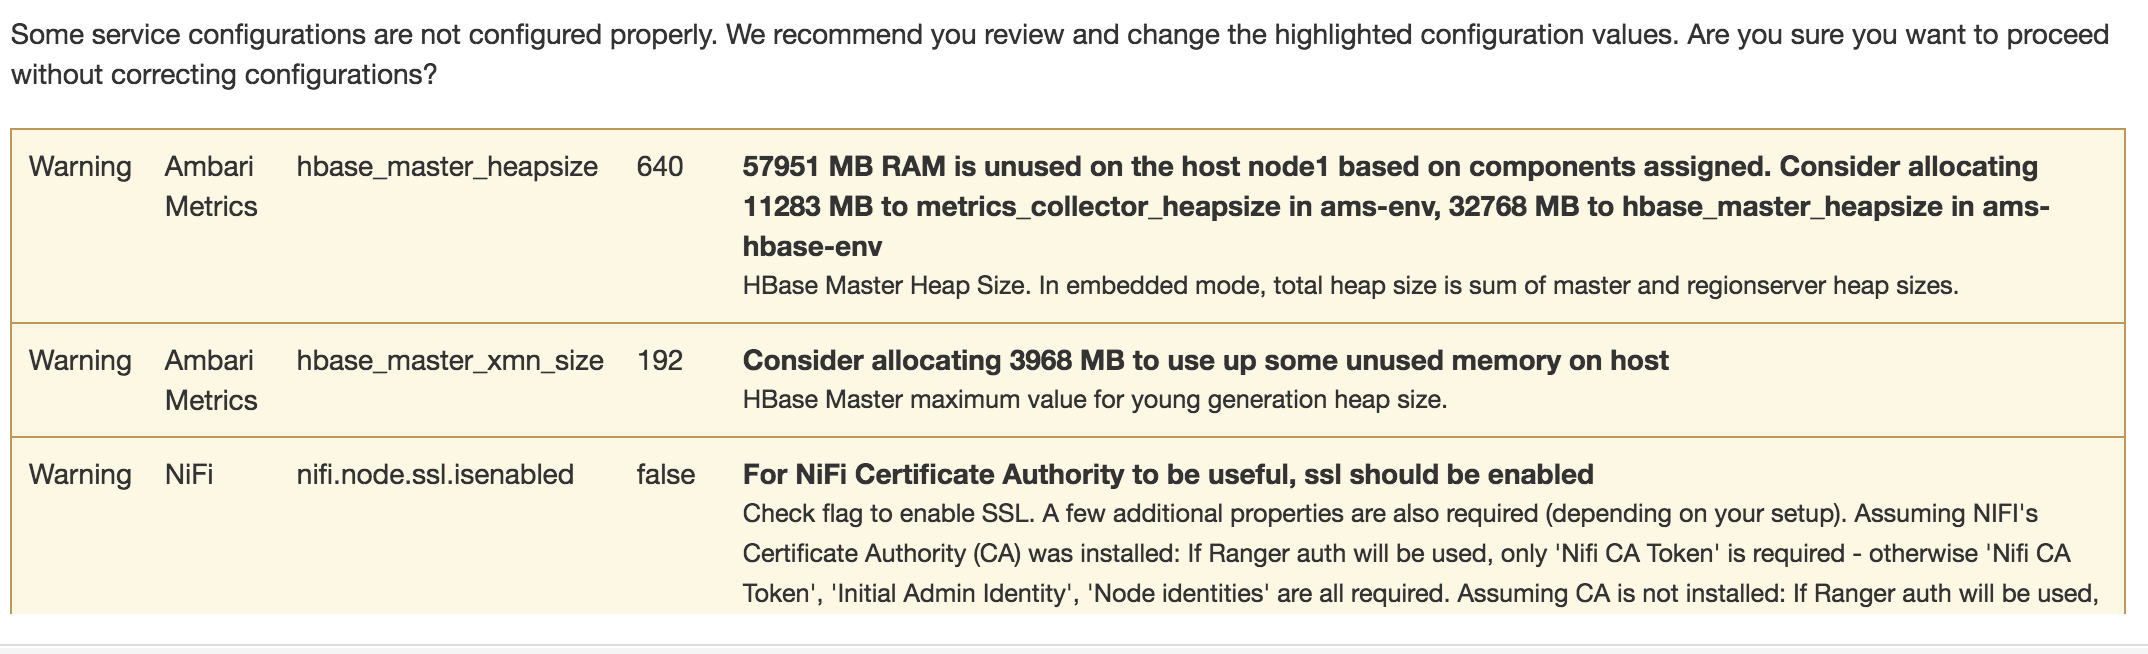 Some service configurations are not configured properly. We recommend you review and change the highlighted configuration values. Are you sure you want to proceed
without correcting configurations?
Warning Ambari Metrics hbase_master_heapsize 640 57951 MB RAM is unused on the host node1 based on components assigned. Consider allocating
11283 MB to metrics_collector_heapsize in ams-env, 32768 MB to hbase_master_heapsize in ams-
hbase-env
HBase Master Heap Size. In embedded mode, total heap size is sum of master and regionserver heap sizes.
Warning Ambari Metrics hbase_master_xmn_size 192 Consider allocating 3968 MB to use up some unused memory on host
HBase Master maximum value for young generation heap size.
Warning NiFi nifi.node.ssl.isenabled false For NiFi Certificate Authority to be useful, ssl should be enabled
Check flag to enable SSL. A few additional properties are also required (depending on your setup). Assuming NIFI's
Certificate Authority (CA) was installed: If Ranger auth will be used, only 'Nifi CA Token' is required - otherwise 'Nifi CA
Token', 'Initial Admin Identity', 'Node identities' are all required. Assuming CA is not installed: If Ranger auth will be used,